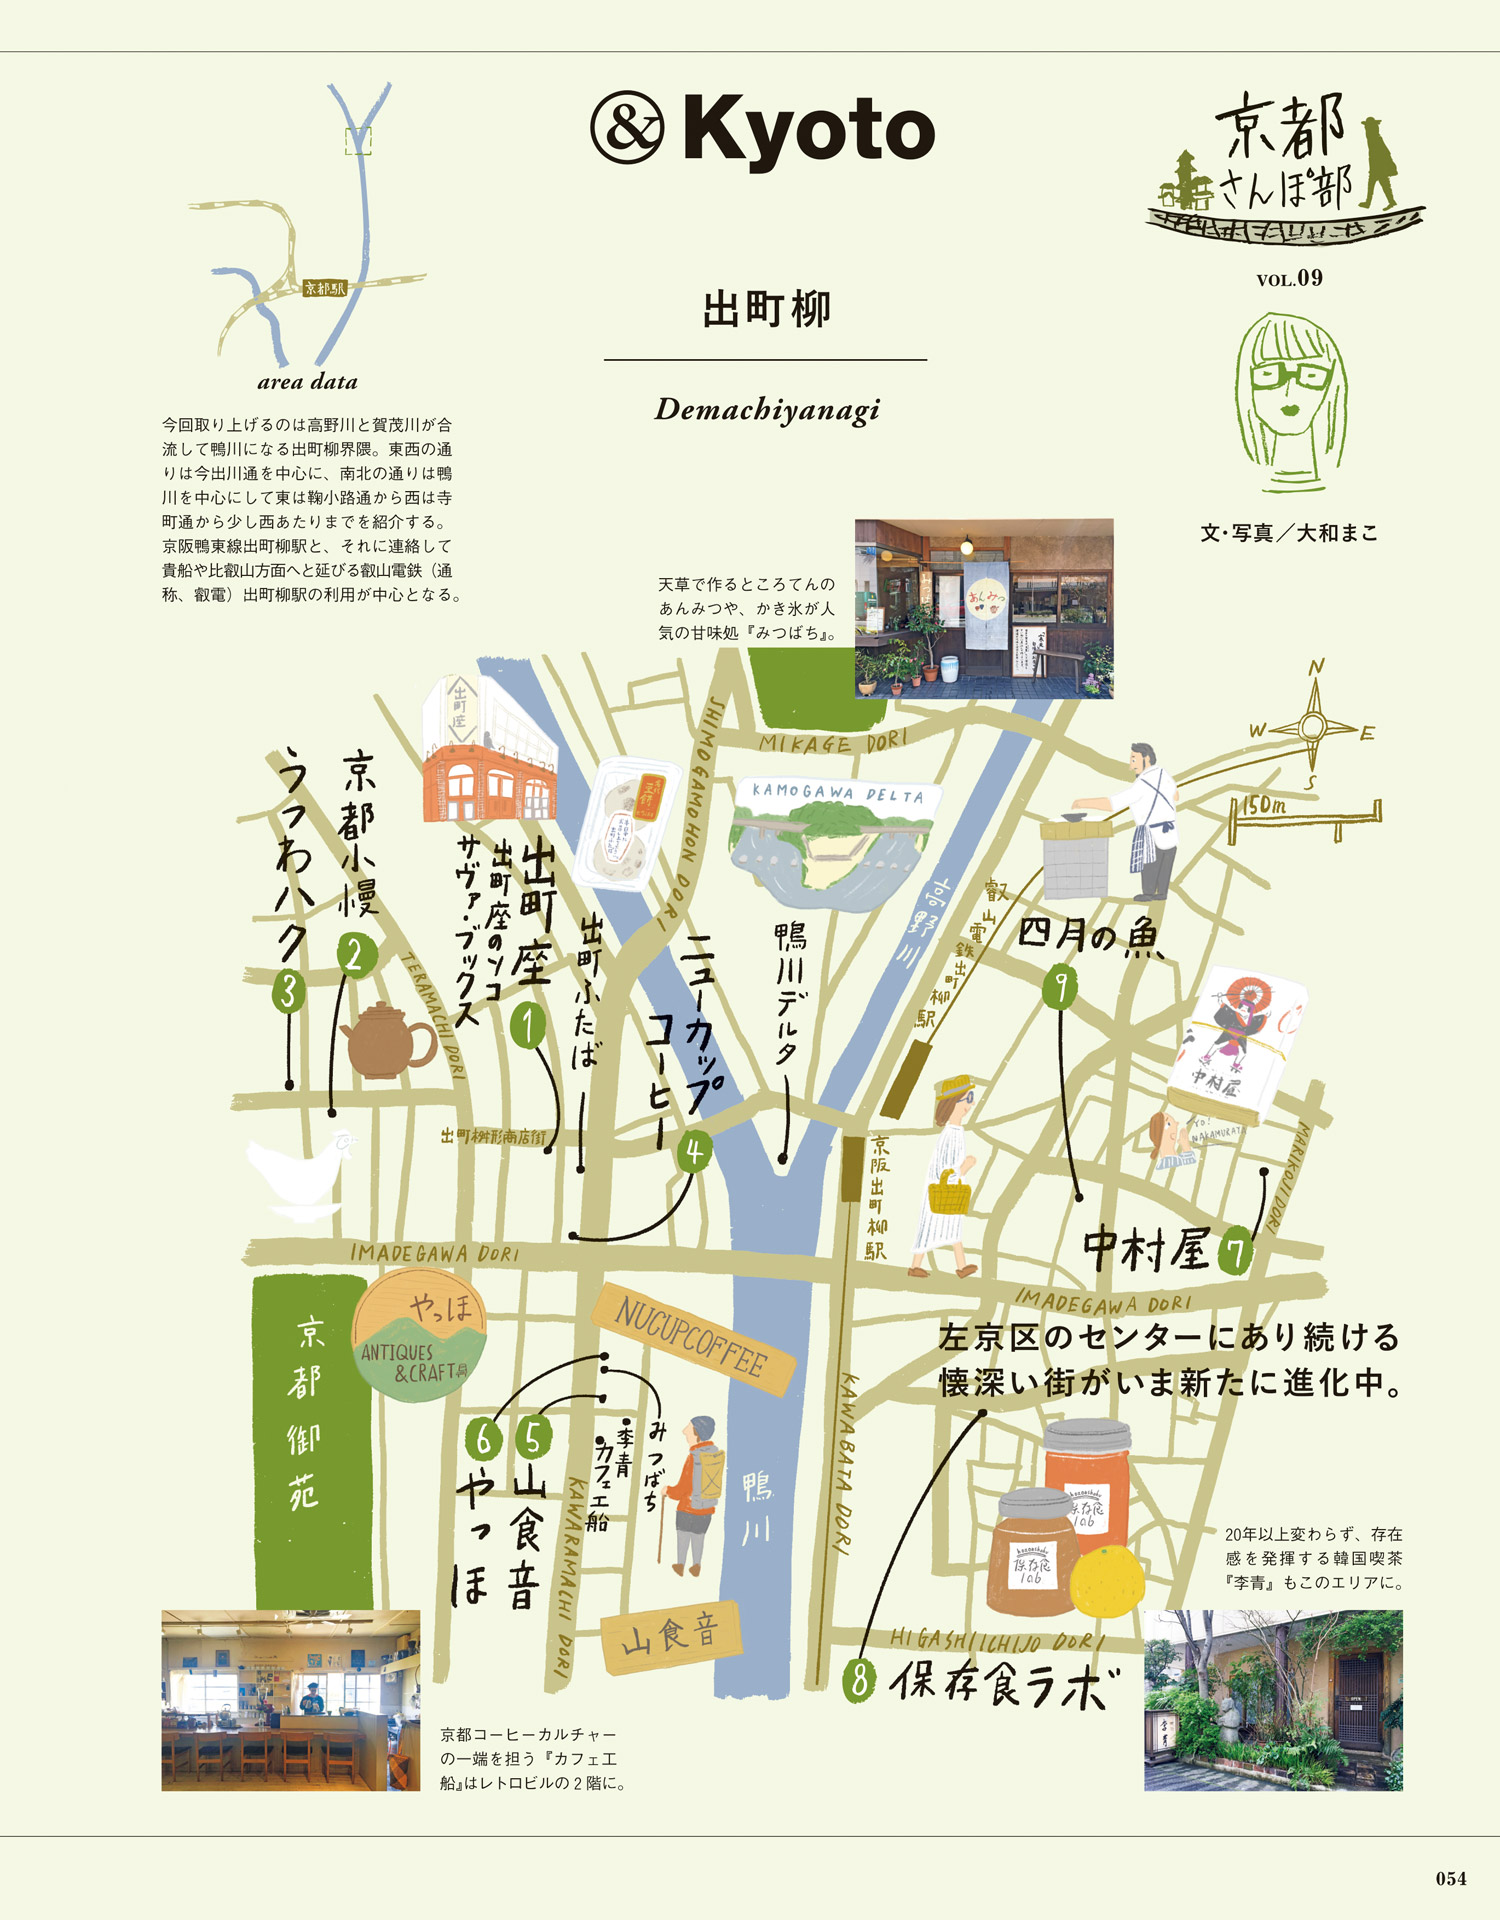 & Kyoto
京都
さんぽ部
VOL.09
文・写真／大和まこ
出町柳
Demachiyanagi
京都駅
area data
今回取り上げるのは高野川と賀茂川が合
流して鴨川になる出町柳界隈。東西の通
りは今出川通を中心に、南北の通りは鴨
川を中心にして東は鞠小路通から西は寺
町通から少し西あたりまでを紹介する。
京阪鴨東線出町柳駅と、それに連絡して
貴船や比叡山方面へと延びる叡山電鉄（通
称、叡電）出町柳駅の利用が中心となる。
天草で作るところてんの
あんみつや、かき氷が人
気の甘味処『みつばち』。
あんみつ
N
W
E
S
150m
MIKAGE DORI
SHIMOGAMO HON DORI
出町座
KAMOGAWA DELTA
うつわハク
3
京都小慢
2
TERAMACHI DORI
出町座
出町座のソコ
サヴァ・ブックス
1
出町ふたば
ニューカップ
コーヒー
4
鴨川デルタ
高野川
叡山電鉄出町柳駅
四月の魚
9
中村屋
YO!
NAKAMURAYA
MARIKOJI DORI
出町桝形商店街
京阪出町柳駅
中村屋
7
IMADEGAWA DORI
IMADEGAWA DORI
左京区のセンターにあり続ける
懐深い街がいま新たに進化中。
京都御苑
やっほ
ANTIQUES
&CRAFT具
NUCUPCOFFEE
6
やっほ
5
山食音
みつばち
李青
カフェ工船
KAWARAMACHI DORI
鴨川
KAWABATA DORI
山食音
hozonshoku
保存食
lab
保存食
lab
HIGASHIICHIJO DORI
8
保存食ラボ
20年以上変わらず、存在
感を発揮する韓国喫茶
『李青』もこのエリアに。
李青
京都コーヒーカルチャー
の一端を担う『カフェ工
船』はレトロビルの2階に。
054